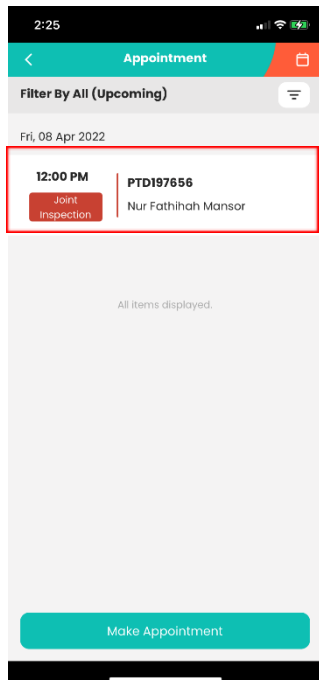 2:25
Appointment
Filter By All (Upcoming)
Fri, 08 Apr 2022
12:00 PM
Joint
Inspection
PTD197656
Nur Fathihah Mansor
All items displayed.
Make Appointment